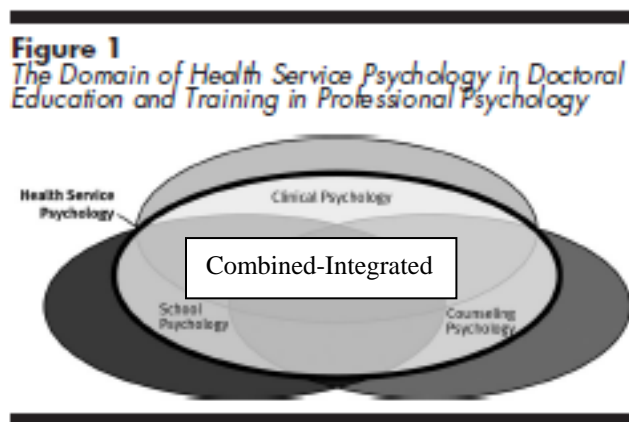 Figure 1
The Domain of Health Service Psychology in Doctoral
Education and Training in Professional Psychology
Clinical Psychology
Health Service
Psychology
Combined-Integrated
School
Psychology
Counseling
Psychology